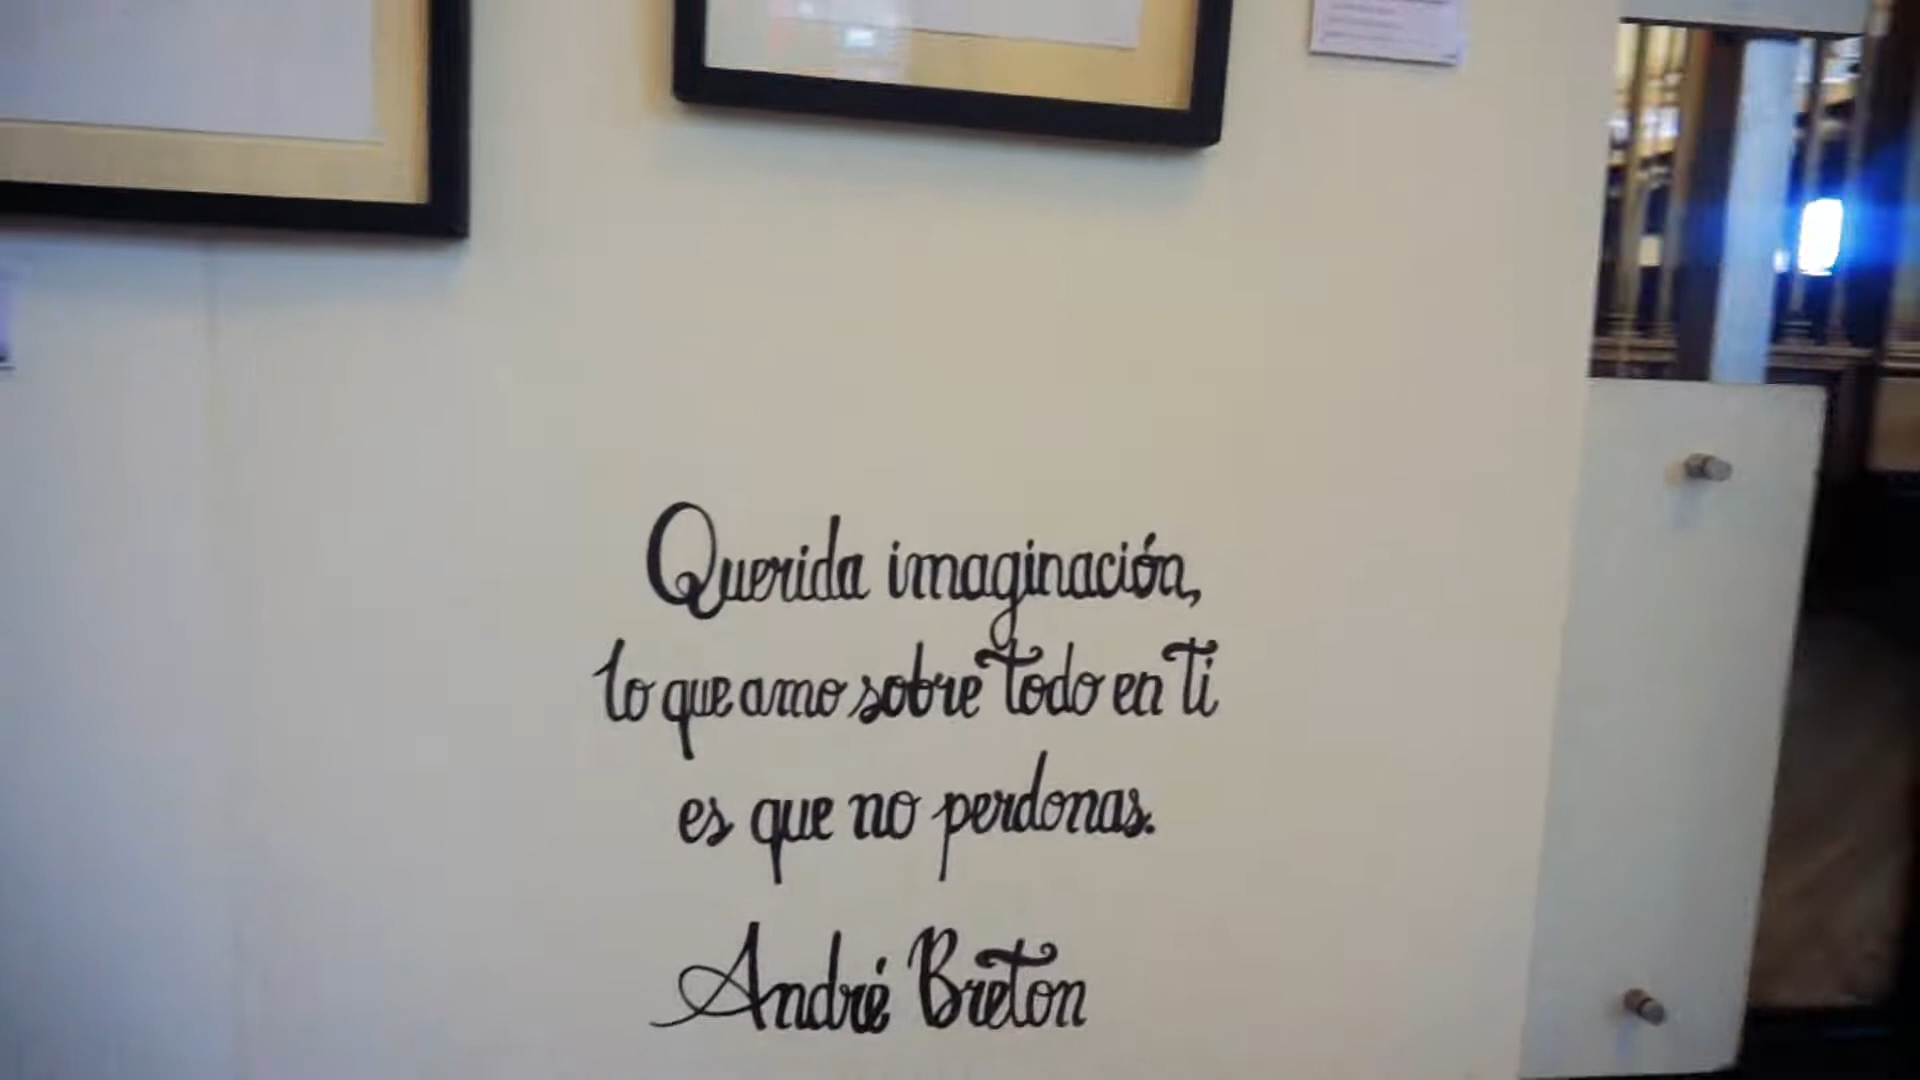 Querida imaginación,
lo que amo sobre todo en ti
es que no perdonas.
André Breton